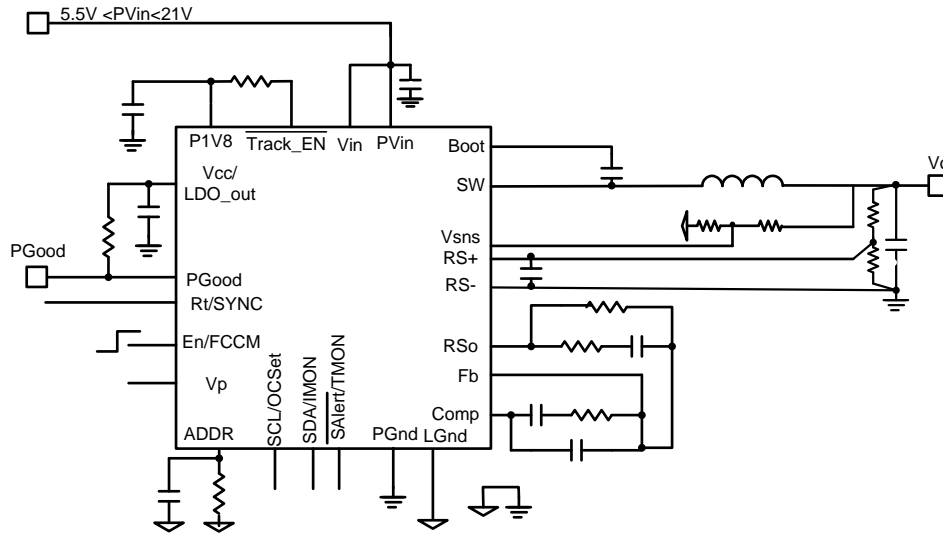 5.5V <PVin<21V
P1V8
Track_EN
Vin
PVin
Boot
Vcc/
LDO_out
SW
PGood
Vsns
RS+
RS-
PGood
Rt/SYNC
En/FCCM
RSo
Vp
Fb
Comp
ADDR
SCL/OCSet
SDA/IMON
SAlert/TMON
PGnd
LGnd